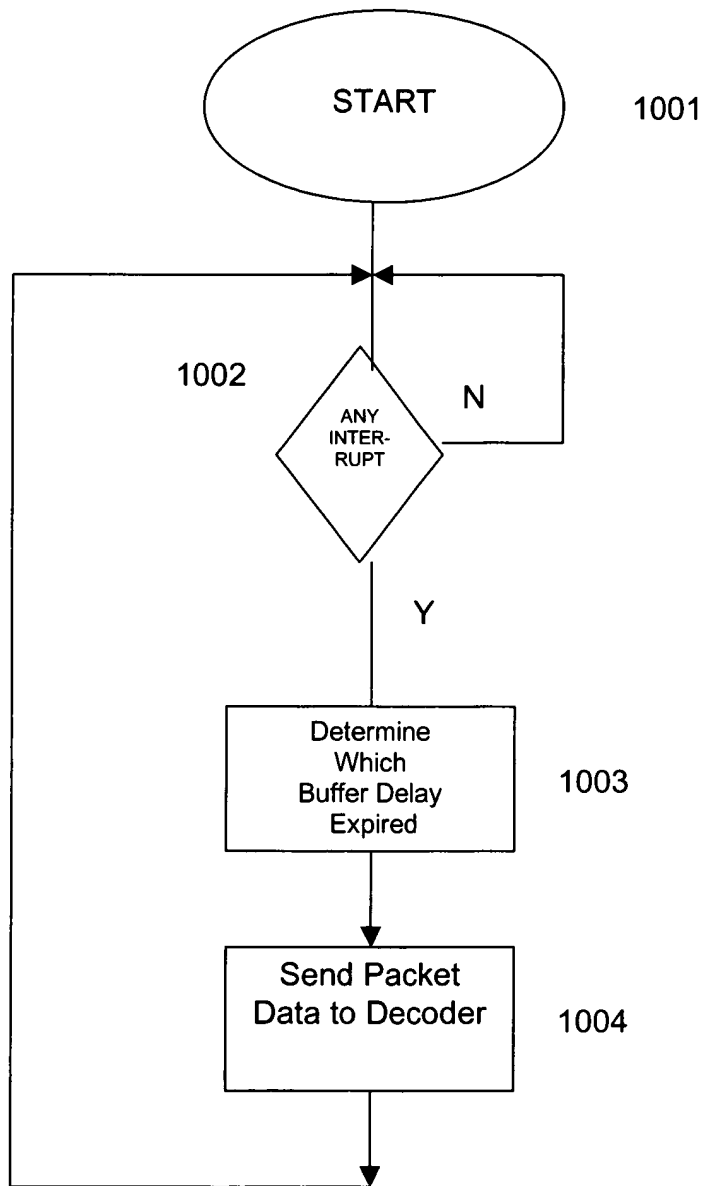 START
1001
1002
N
ANY
INTER-
RUPT
Y
Determine
Which
Buffer Delay
Expired
1003
Send Packet
Data to Decoder
1004